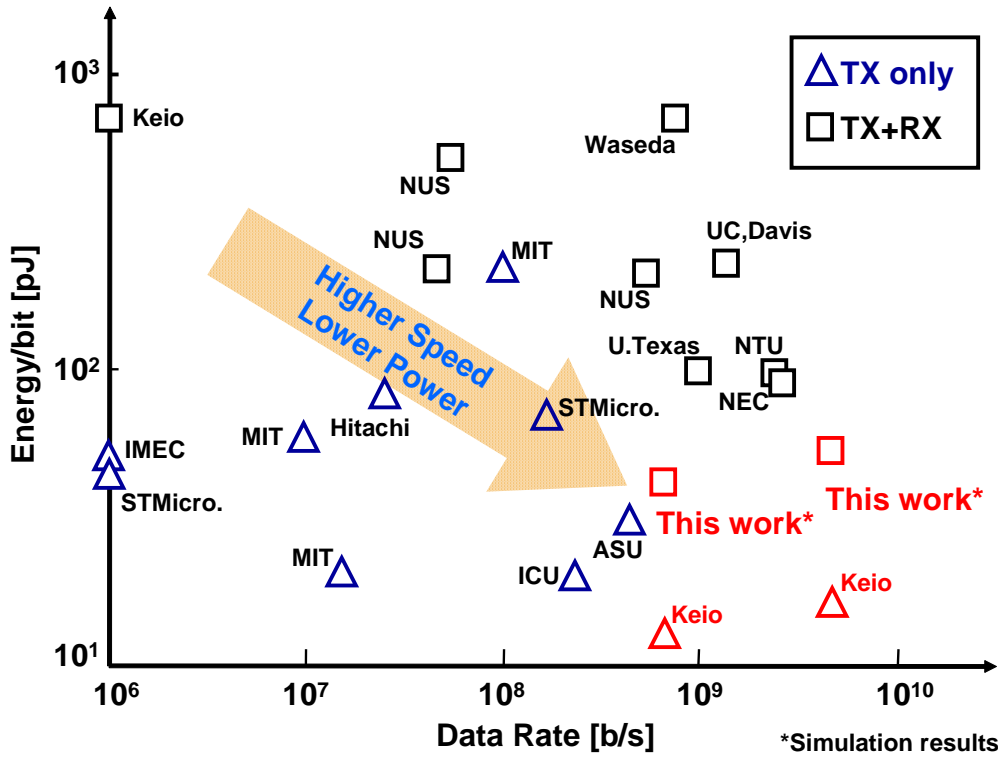 10³
TX only
TX+RX
Keio
Waseda
NUS
NUS
MIT
UC,Davis
NUS
Higher Speed
Lower Power
U.Texas
NTU
NEC
10²
Hitachi
STMicro.
MIT
IMEC
STMicro.
This work*
This work*
ASU
MIT
ICU
Keio
Keio
10¹
10⁶
10⁷
10⁸
10⁹
10¹⁰
Energy/bit [pJ]
Data Rate [b/s]
*Simulation results